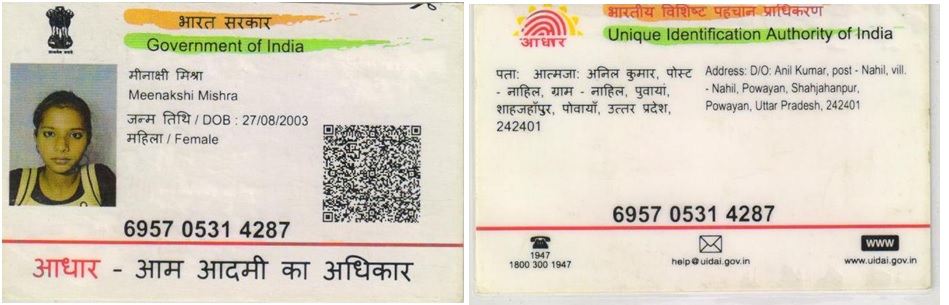 भारत सरकार
Government of India
मीनाक्षी मिश्रा
Meenakshi Mishra
जन्म तिथि / DOB : 27/08/2003
महिला / Female
6957 0531 4287
आधार - आम आदमी का अधिकार
भारतीय विशिष्ट पहचान प्राधिकरण
Unique Identification Authority of India
आधार
पता: आत्मजा: अनिल कुमार, पोस्ट
- नाहिल, ग्राम - नाहिल, पुवायां,
शाहजहाँपुर, पोवायाँ, उत्तर प्रदेश,
242401
Address: D/O: Anil Kumar, post - Nahil, vill.
- Nahil, Powayan, Shahjahanpur,
Powayan, Uttar Pradesh, 242401
6957 0531 4287
1947
1800 300 1947
help@uidai.gov.in
www
www.uidai.gov.in